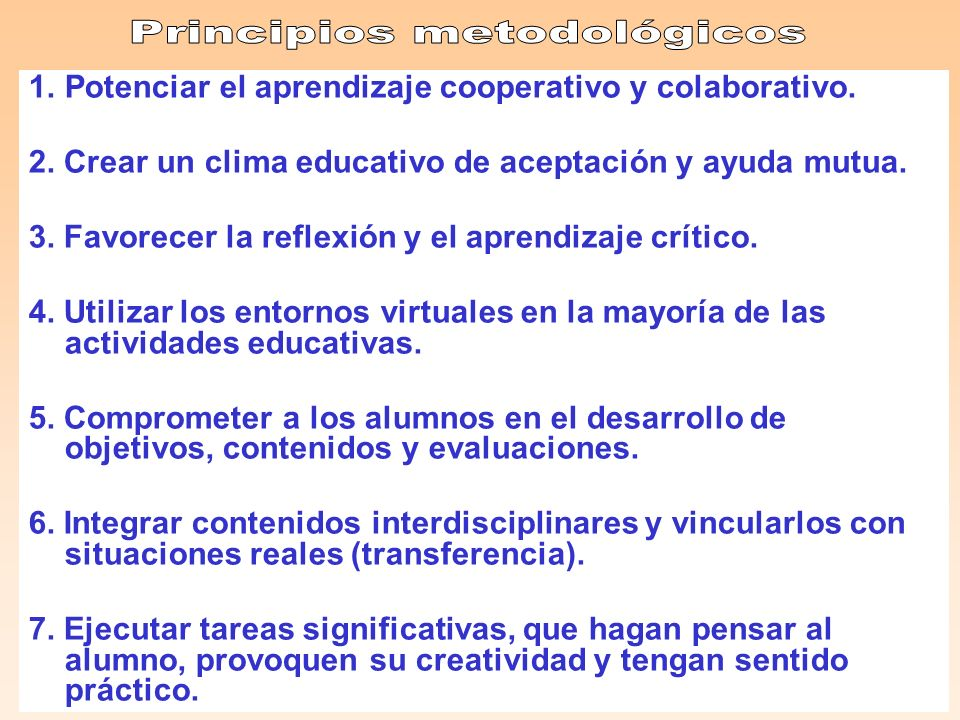 Principios metodológicos
1. Potenciar el aprendizaje cooperativo y colaborativo.
2. Crear un clima educativo de aceptación y ayuda mutua.
3. Favorecer la reflexión y el aprendizaje crítico.
4. Utilizar los entornos virtuales en la mayoría de las
actividades educativas.
5. Comprometer a los alumnos en el desarrollo de
objetivos, contenidos y evaluaciones.
6. Integrar contenidos interdisciplinares y vincularlos con
situaciones reales (transferencia).
7. Ejecutar tareas significativas, que hagan pensar al
alumno, provoquen su creatividad y tengan sentido
práctico.